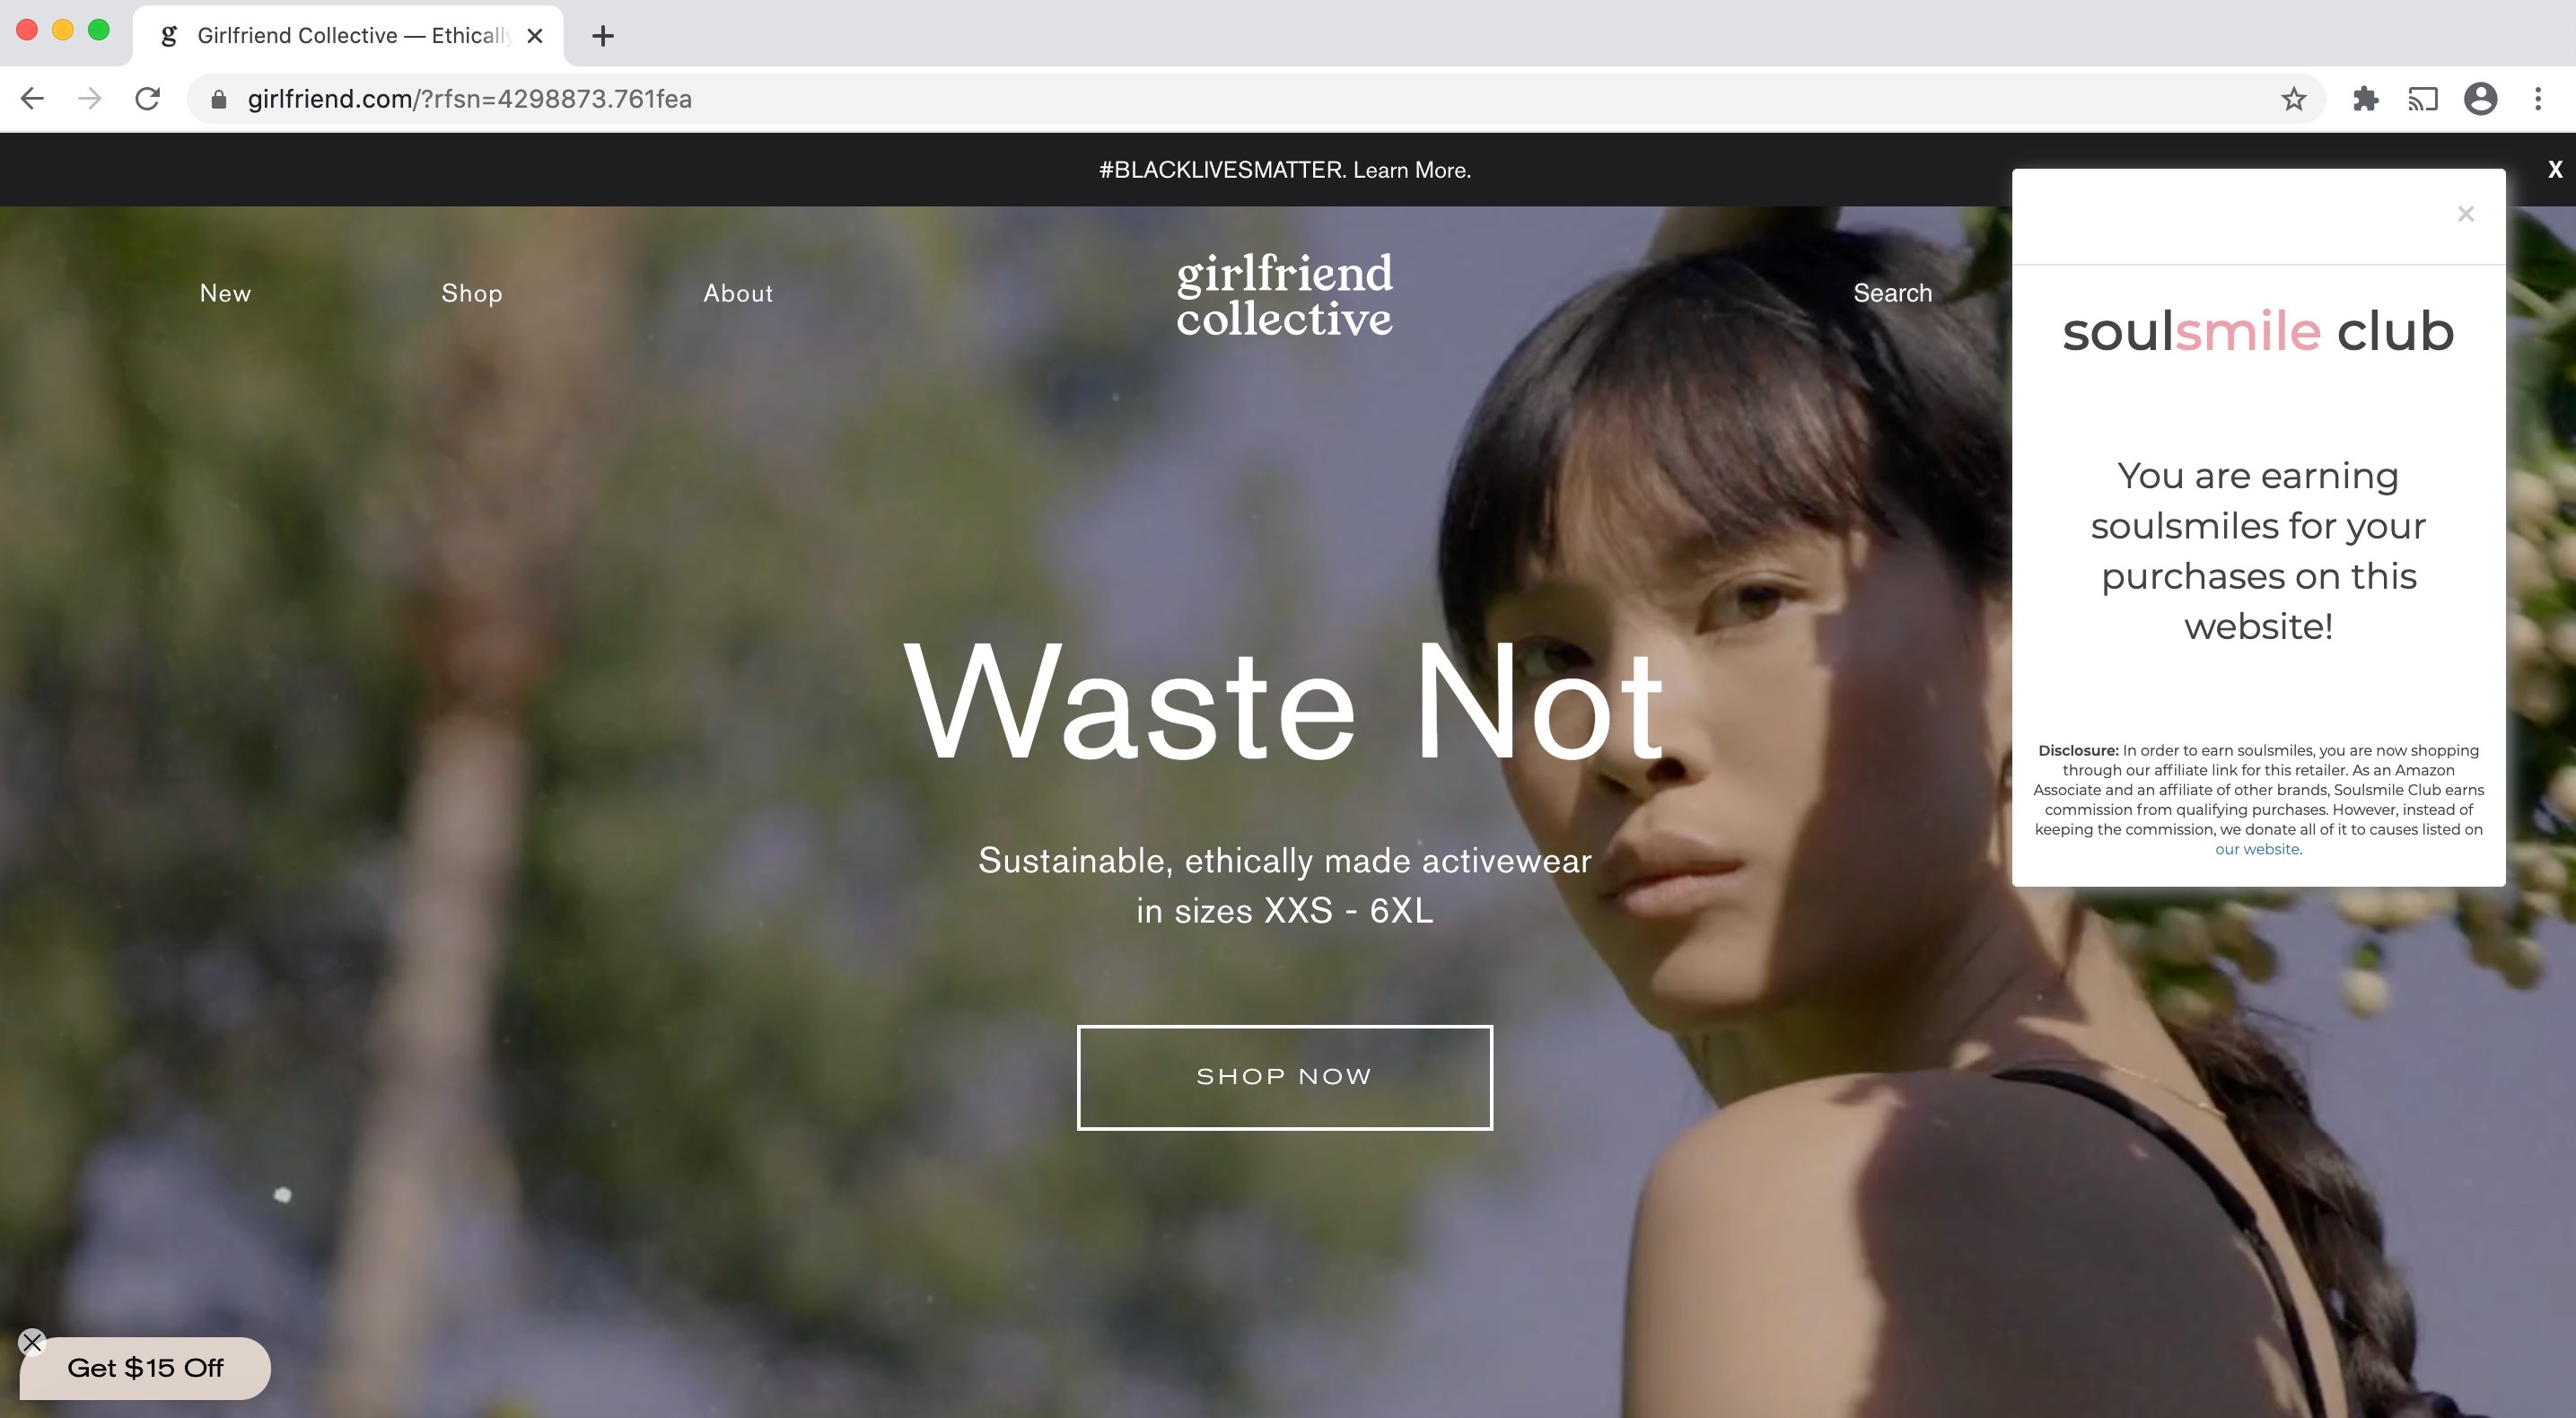 g Girlfriend Collective — Ethically
girlfriend.com/?rfsn=4298873.761fea
#BLACKLIVESMATTER. Learn More.
X
New
Shop
About
girlfriend
collective
Search
soulsmile club
You are earning
soulsmiles for your
purchases on this
website!
Disclosure: In order to earn soulsmiles, you are now shopping
through our affiliate link for this retailer. As an Amazon
Associate and an affiliate of other brands, Soulsmile Club earns
commission from qualifying purchases. However, instead of
keeping the commission, we donate all of it to causes listed on
our website.
Waste Not
Sustainable, ethically made activewear
in sizes XXS - 6XL
SHOP NOW
Get $15 Off